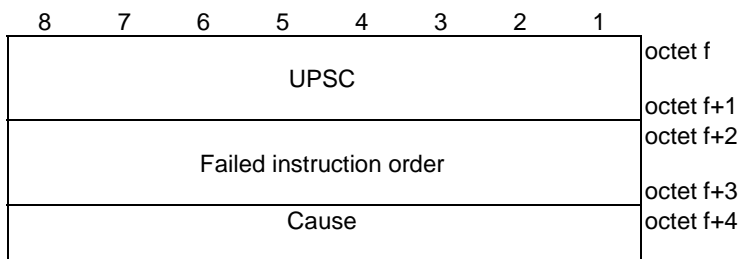 8 7 6 5 4 3 2 1
octet f
UPSC
octet f+1
octet f+2
Failed instruction order
octet f+3
Cause octet f+4